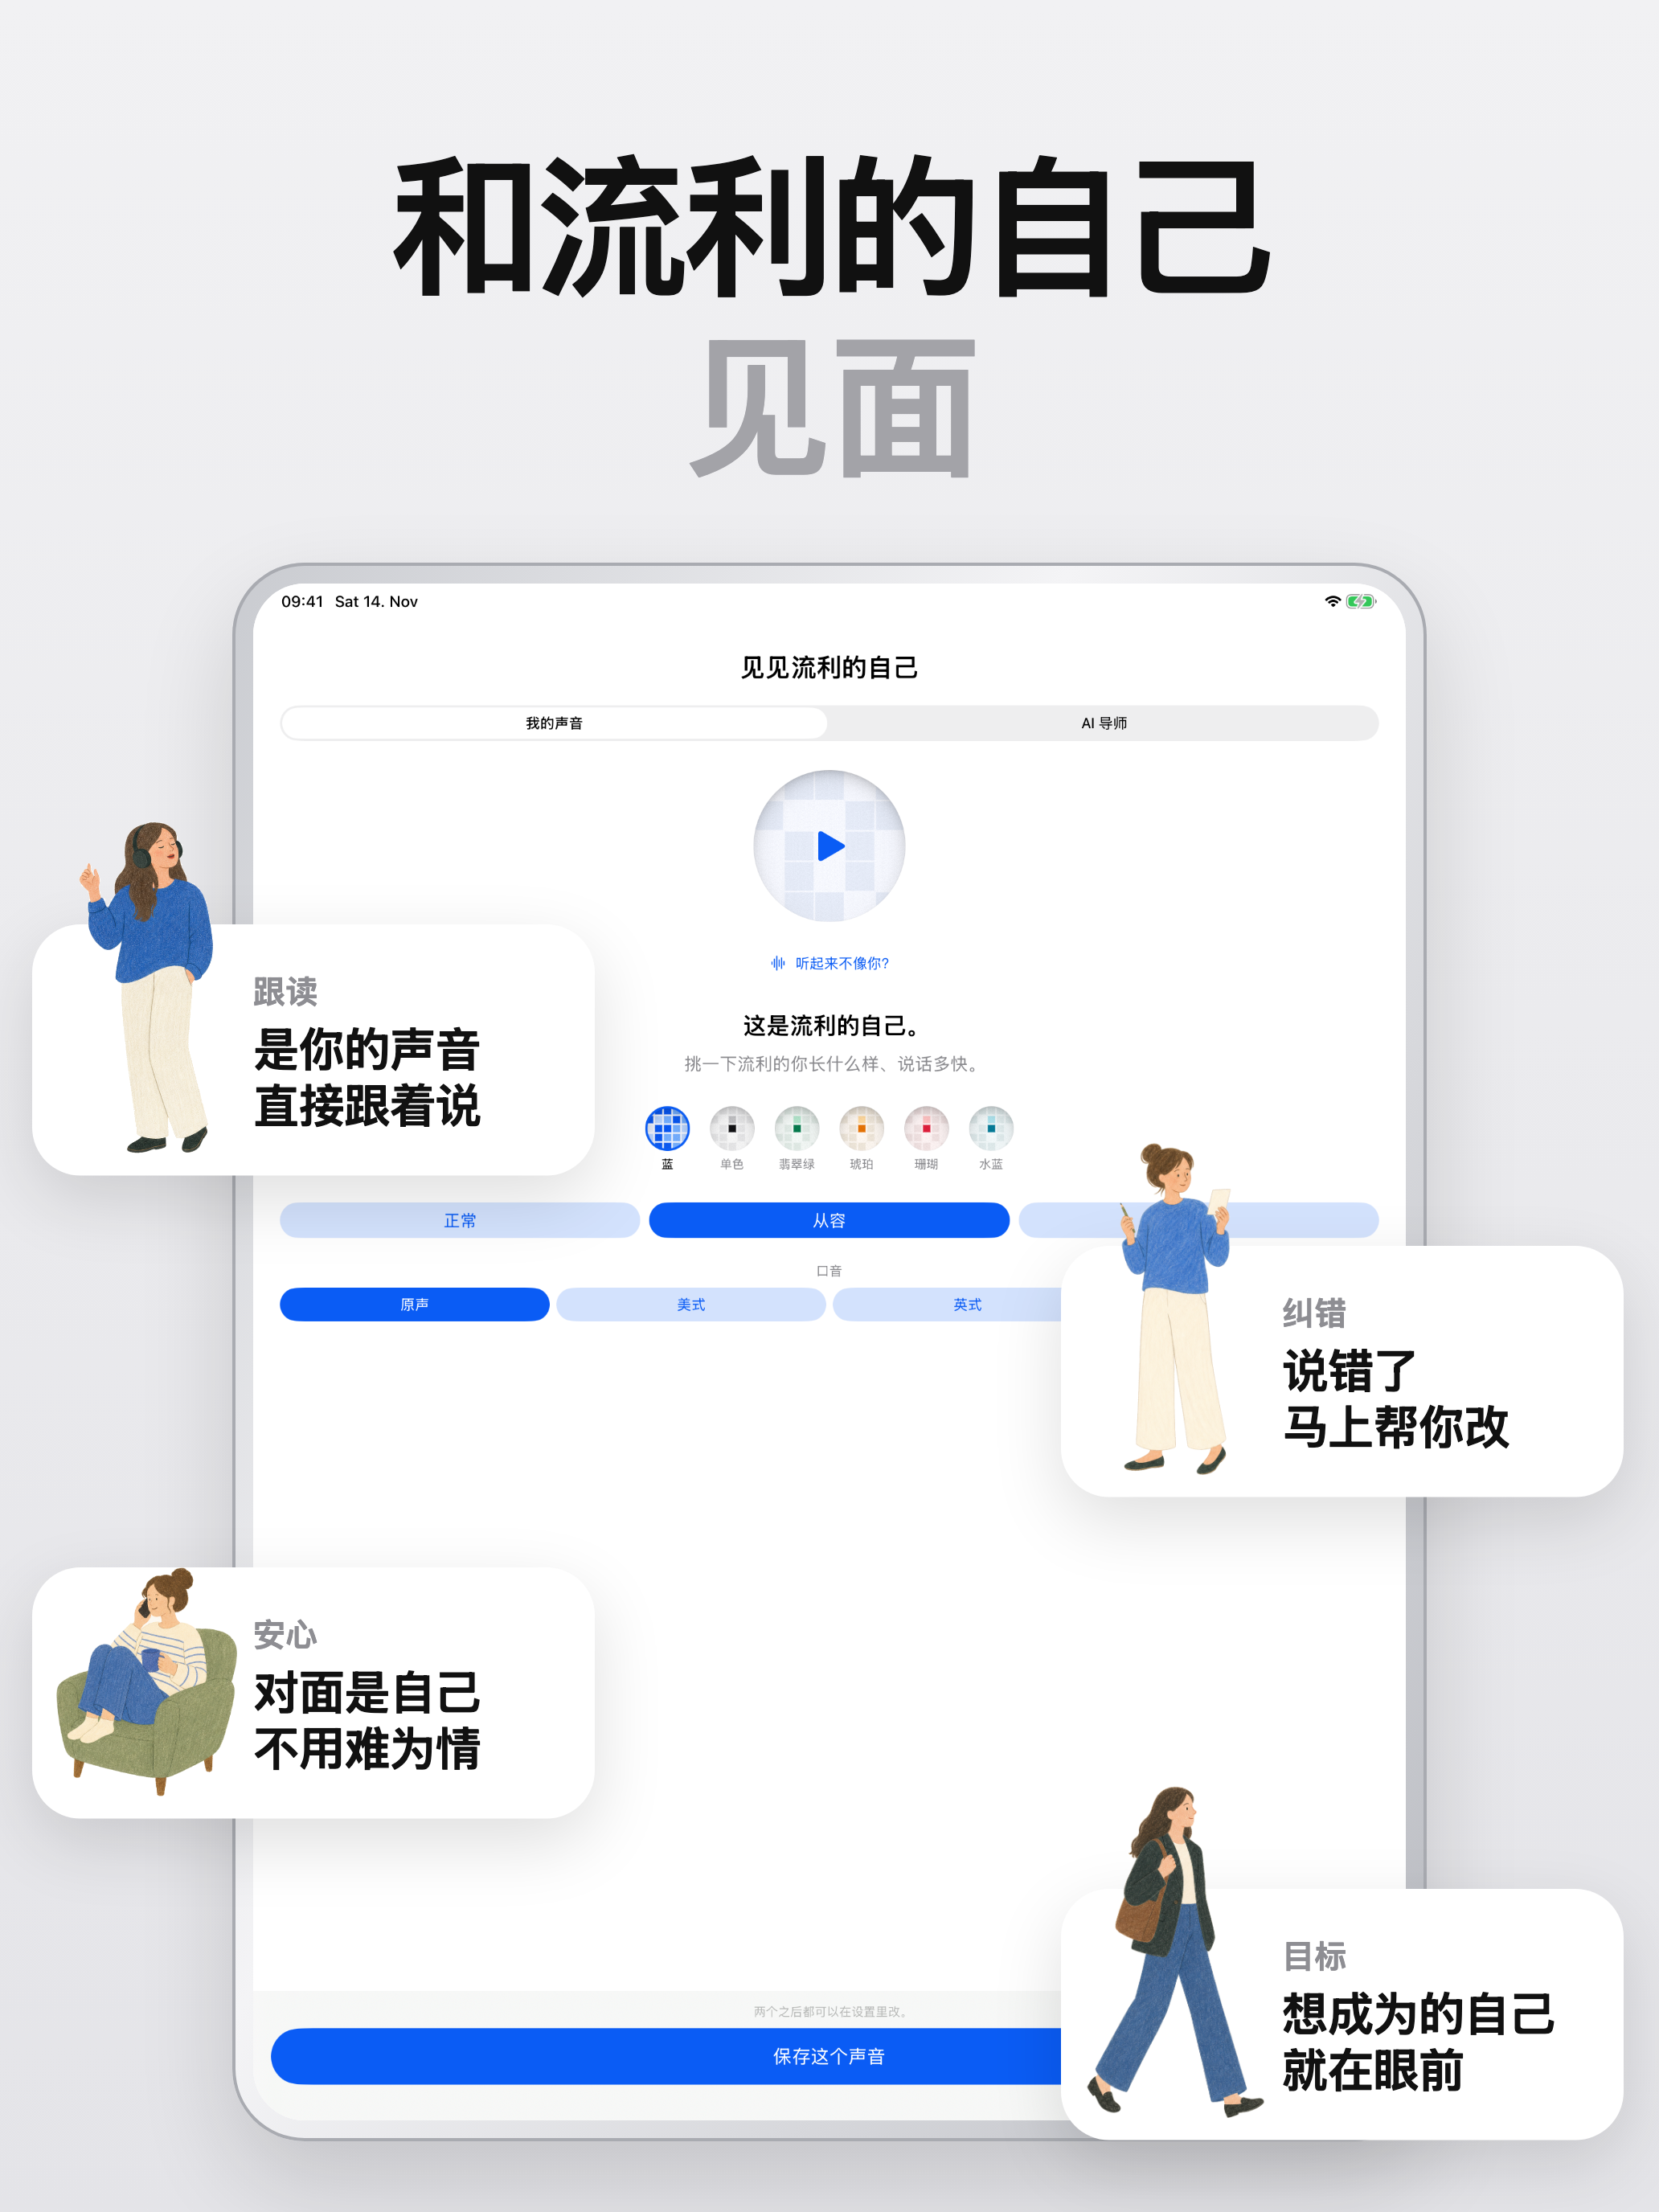 和流利的自己
见面
09:41 Sat 14. Nov
见见流利的自己
我的声音
AI 导师
听起来不像你?
这是流利的自己。
挑一下流利的你长什么样、说话多快。
蓝
单色
翡翠绿
琥珀
珊瑚
水蓝
正常
从容
口音
原声
美式
英式
跟读
是你的声音
直接跟着说
纠错
说错了
马上帮你改
安心
对面是自己
不用难为情
目标
想成为的自己
就在眼前
两个之后都可以在设置里改。
保存这个声音